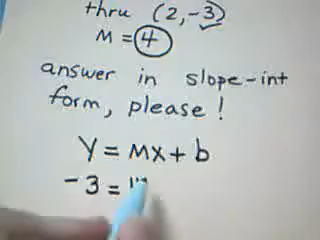 thru (2,-3)
M = 4
answer in slope-int
form, please!
Y = MX + b
-3 =